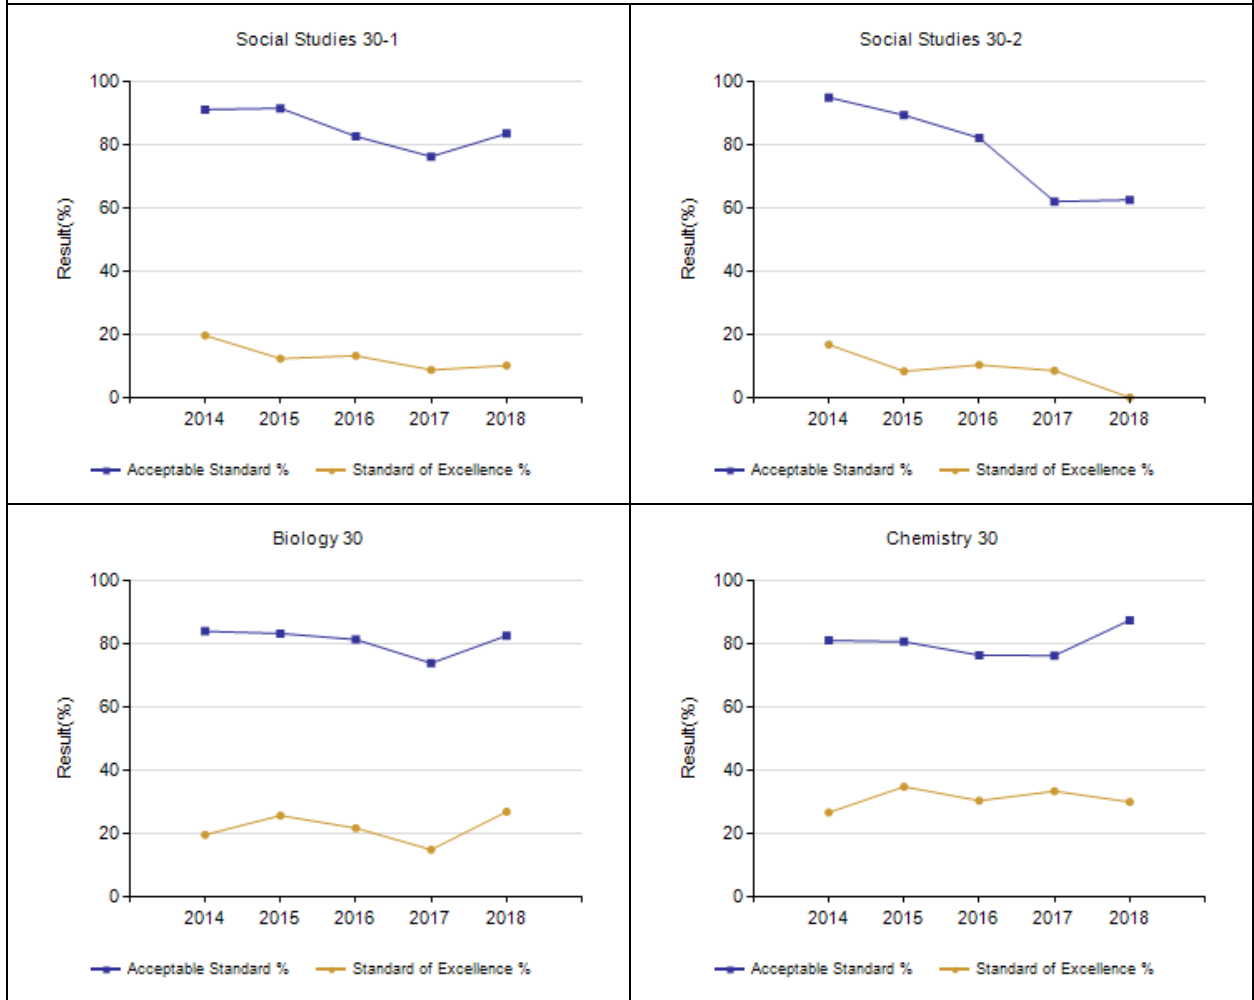 Social Studies 30-1
100
80
60
40
20
0
Result(%)
2014 2015 2016 2017 2018
Acceptable Standard % Standard of Excellence %
Social Studies 30-2
100
80
60
40
20
0
Result(%)
2014 2015 2016 2017 2018
Acceptable Standard % Standard of Excellence %
Biology 30
100
80
60
40
20
0
Result(%)
2014 2015 2016 2017 2018
Acceptable Standard % Standard of Excellence %
Chemistry 30
100
80
60
40
20
0
Result(%)
2014 2015 2016 2017 2018
Acceptable Standard % Standard of Excellence %